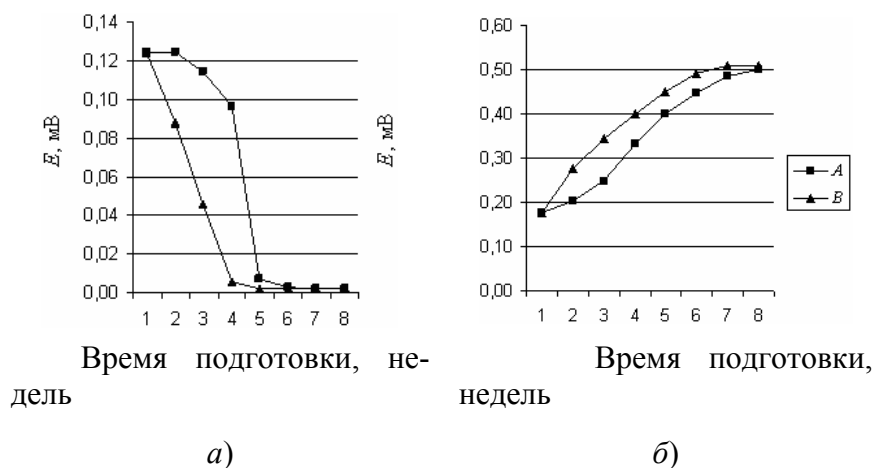 0,14
0,12
0,10
0,08
0,06
0,04
0,02
0,00
E, мВ
1 2 3 4 5 6 7 8
Время подготовки, не-
дель
а)
0,60
0,50
0,40
0,30
0,20
0,10
0,00
E, мВ
1 2 3 4 5 6 7 8
A
B
Время подготовки,
недель
б)